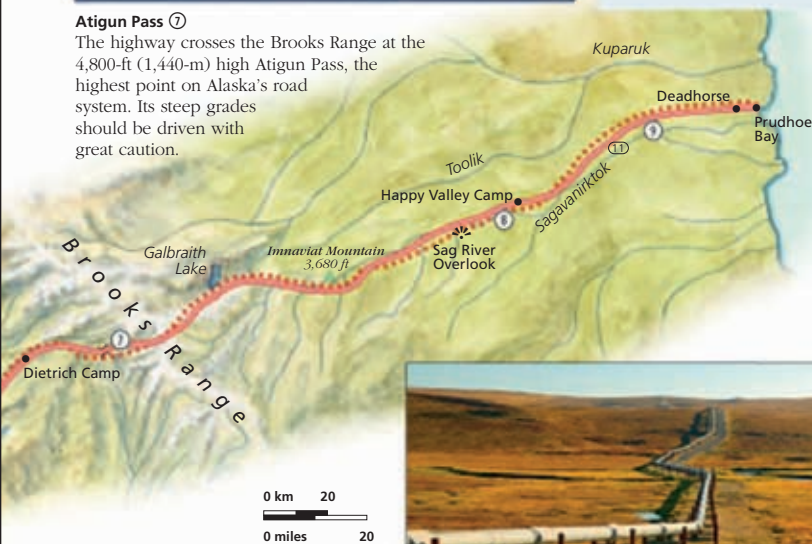 Atigun Pass ⑦
The highway crosses the Brooks Range at the
4,800-ft (1,440-m) high Atigun Pass, the
highest point on Alaska's road
system. Its steep grades
should be driven with
great caution.
Kuparuk
Deadhorse
Prudhoe
Bay
9
11
Toolik
Happy Valley Camp
Sagavanirktok
8
Sag River
Overlook
Imnaviat Mountain
3,680 ft
Galbraith
Lake
Brooks Range
7
Dietrich Camp
0 km 20
0 miles 20